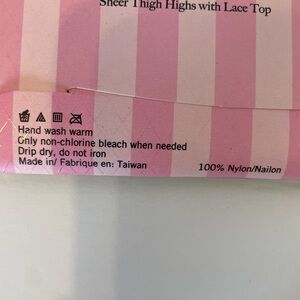 Sheer Thigh Highs with Lace Top
Hand wash warm
Only non-chlorine bleach when needed
Drip dry, do not iron
Made in/ Fabrique en: Taiwan
100% Nylon/Nailon